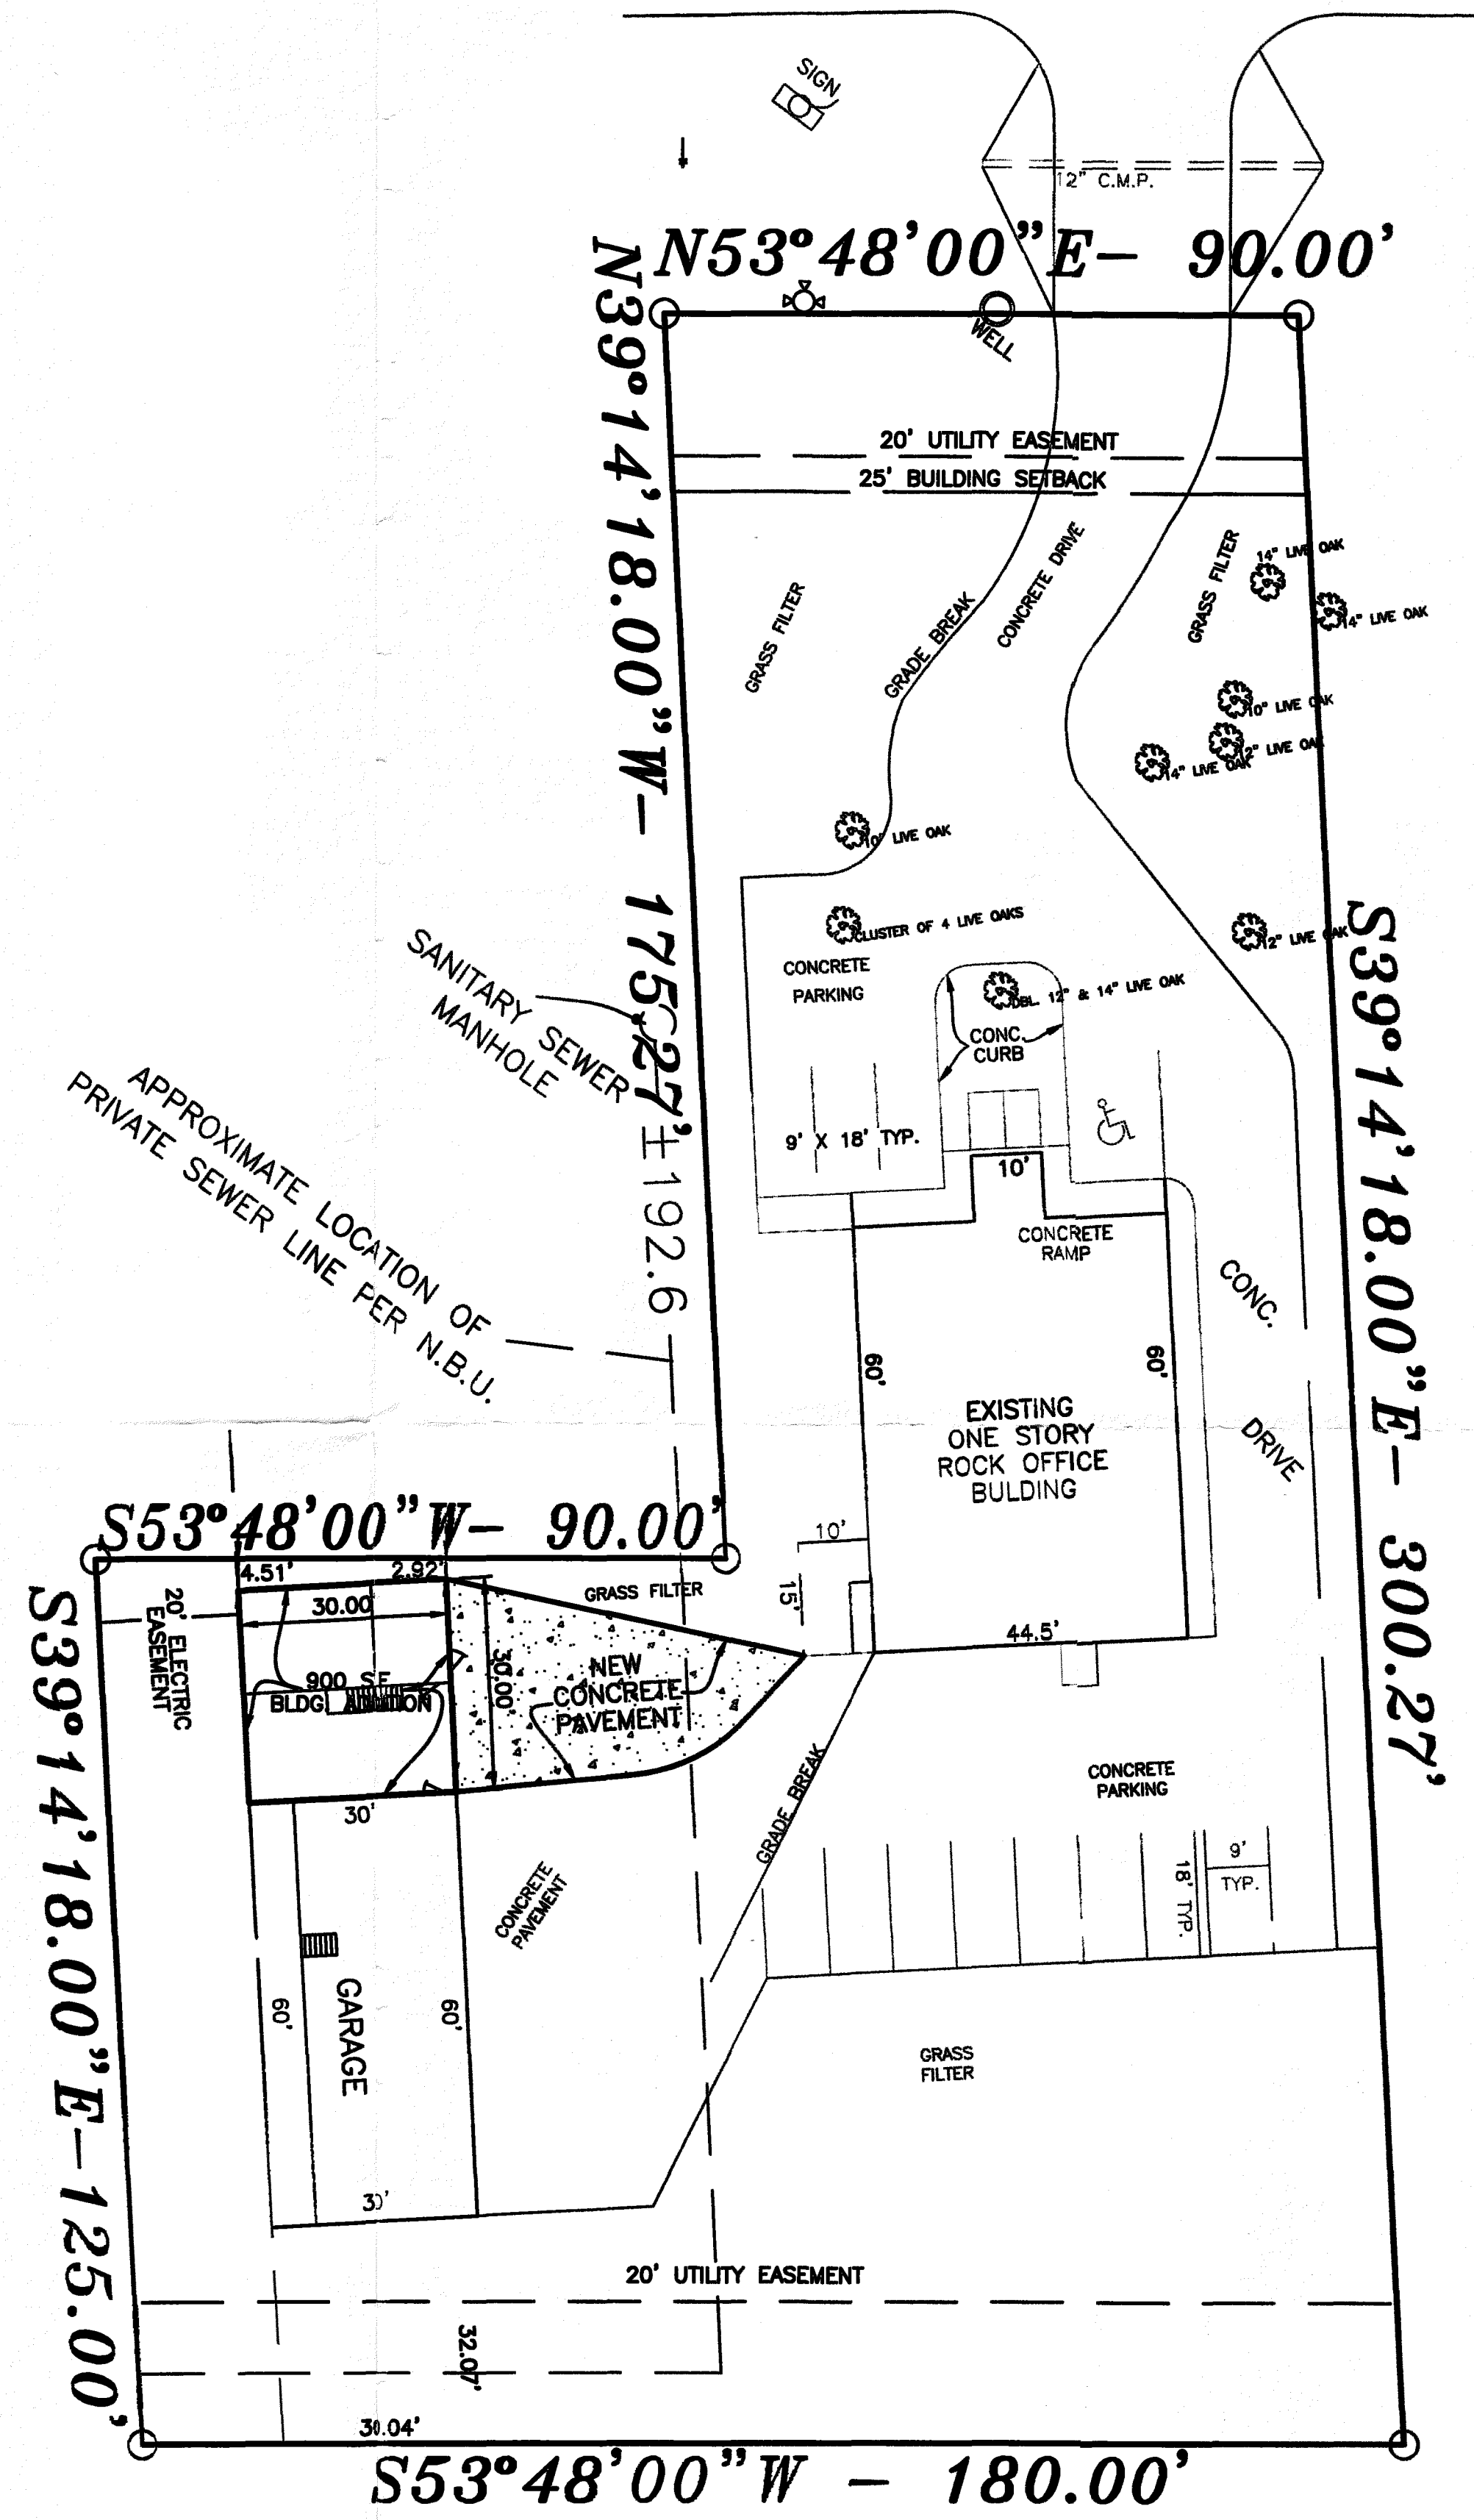 SIGN
12" C.M.P.
N53°48'00"E- 90.00'
WELL
N39°14'18.00"W- 175.27'
±192.6
20' UTILITY EASEMENT
25' BUILDING SETBACK
GRASS FILTER
GRADE BREAK
CONCRETE DRIVE
GRASS FILTER
14" LIVE OAK
14" LIVE OAK
10" LIVE OAK
12" LIVE OAK
14" LIVE OAK
10" LIVE OAK
CLUSTER OF 4 LIVE OAKS
12" LIVE OAK
CONCRETE
PARKING
DBL. 12" & 14" LIVE OAK
CONC.
CURB
S39°14'18.00"E- 300.27'
SANITARY SEWER
MANHOLE
APPROXIMATE LOCATION OF
PRIVATE SEWER LINE PER N.B.U.
9' X 18' TYP.
10'
CONCRETE
RAMP
CONC.
DRIVE
60'
60'
EXISTING
ONE STORY
ROCK OFFICE
BULDING
10'
15'
44.5'
S53°48'00"W- 90.00'
4.51'
2.92'
30.00
GRASS FILTER
20' ELECTRIC
EASEMENT
900 SF
BLDG. ADDITION
30.00'
NEW
CONCRETE
PAVEMENT
30'
S39°14'18.00"E-125.00'
GRADE BREAK
CONCRETE
PARKING
9'
TYP.
18' TYP.
CONCRETE
PAVEMENT
GARAGE
60'
60'
GRASS
FILTER
30'
20' UTILITY EASEMENT
32.07'
30.04'
S53°48'00"W - 180.00'